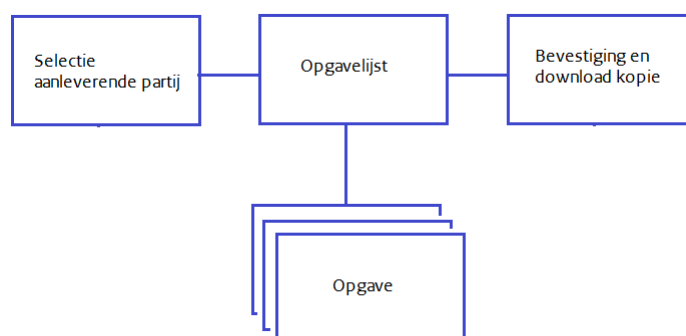 Selectie
aanleverende partij
Opgavelijst
Bevestiging en
download kopie
Opgave